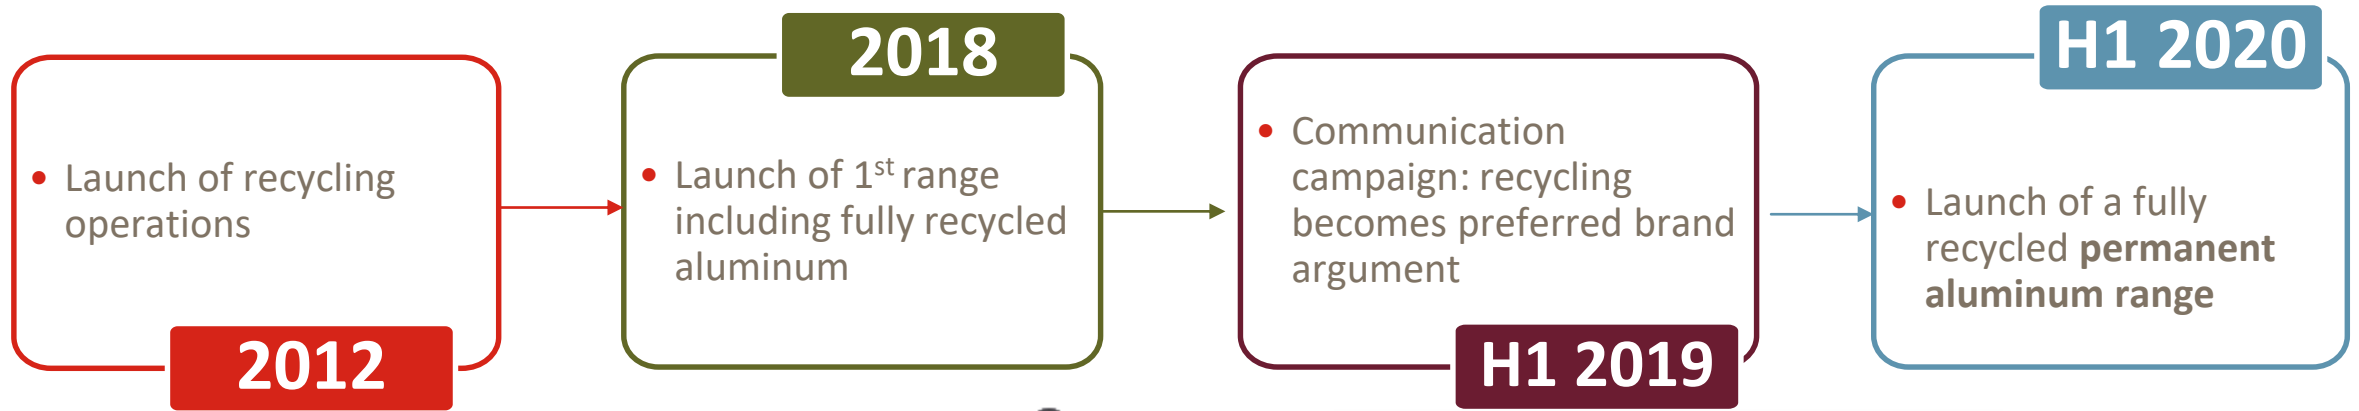 2012
• Launch of recycling
operations
2018
• Launch of 1st range
including fully recycled
aluminum
H1 2019
• Communication
campaign: recycling
becomes preferred brand
argument
H1 2020
• Launch of a fully
recycled permanent
aluminum range